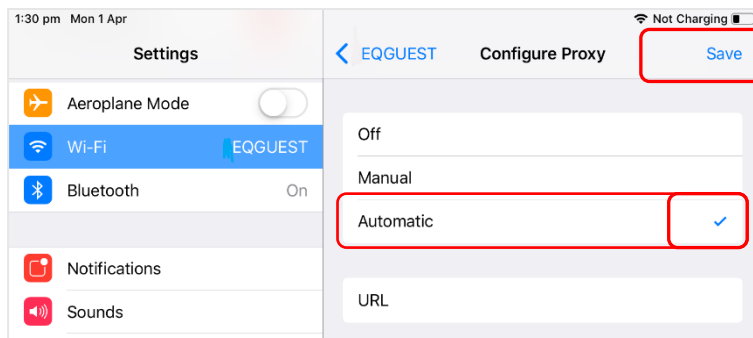 1:30 pm Mon 1 Apr
Not Charging
Settings
EQGUEST
Configure Proxy
Save
Aeroplane Mode
Wi-Fi
EQGUEST
Bluetooth
On
Notifications
Sounds
Off
Manual
Automatic
URL